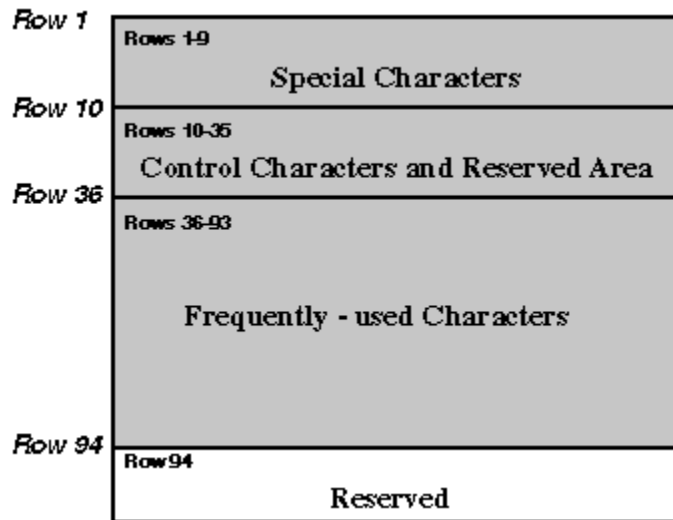 Row 1
Rows 1-9
Special Characters
Row 10
Rows 10-35
Control Characters and Reserved Area
Row 36
Rows 36-93
Frequently - used Characters
Row 94
Row 94
Reserved